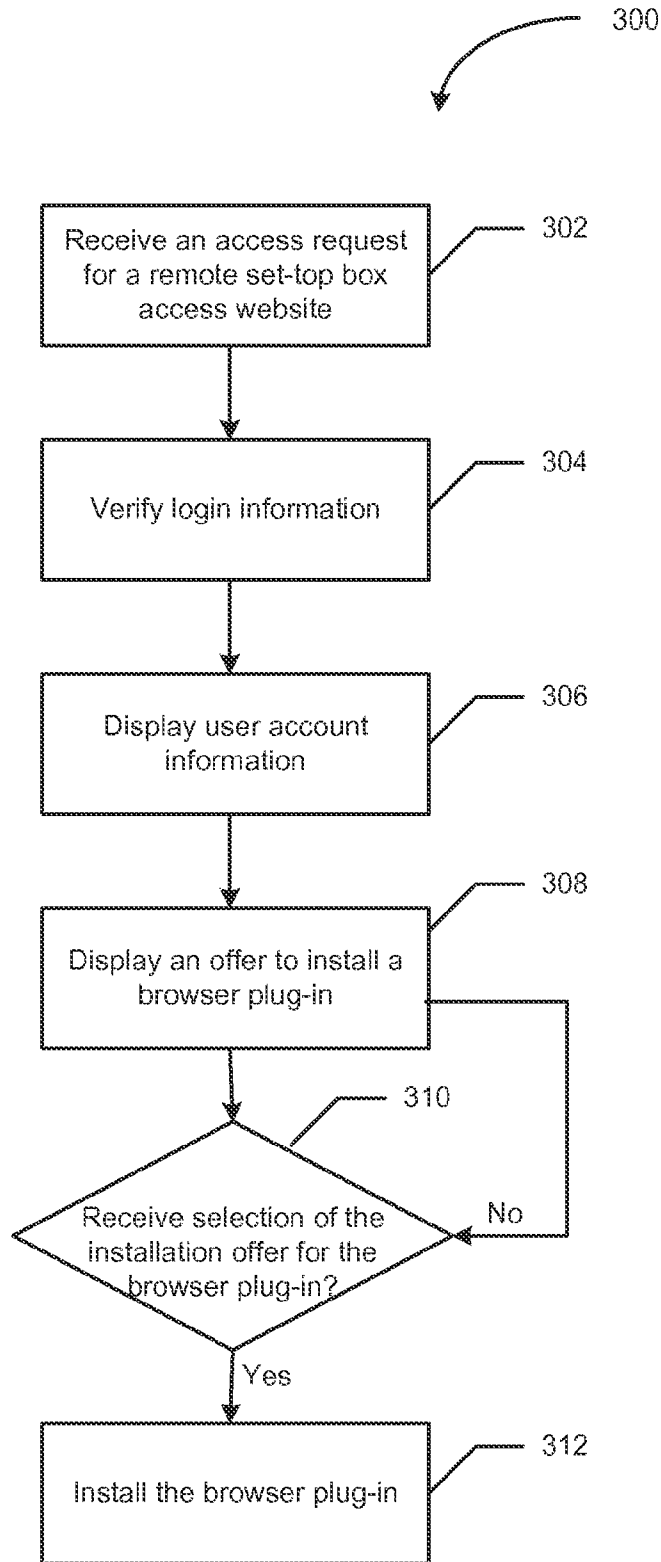 300
Receive an access request
for a remote set-top box
access website
302
Verify login information
304
Display user account
information
306
Display an offer to install a
browser plug-in
308
310
Receive selection of the
installation offer for the
browser plug-in?
No
Yes
Install the browser plug-in
312